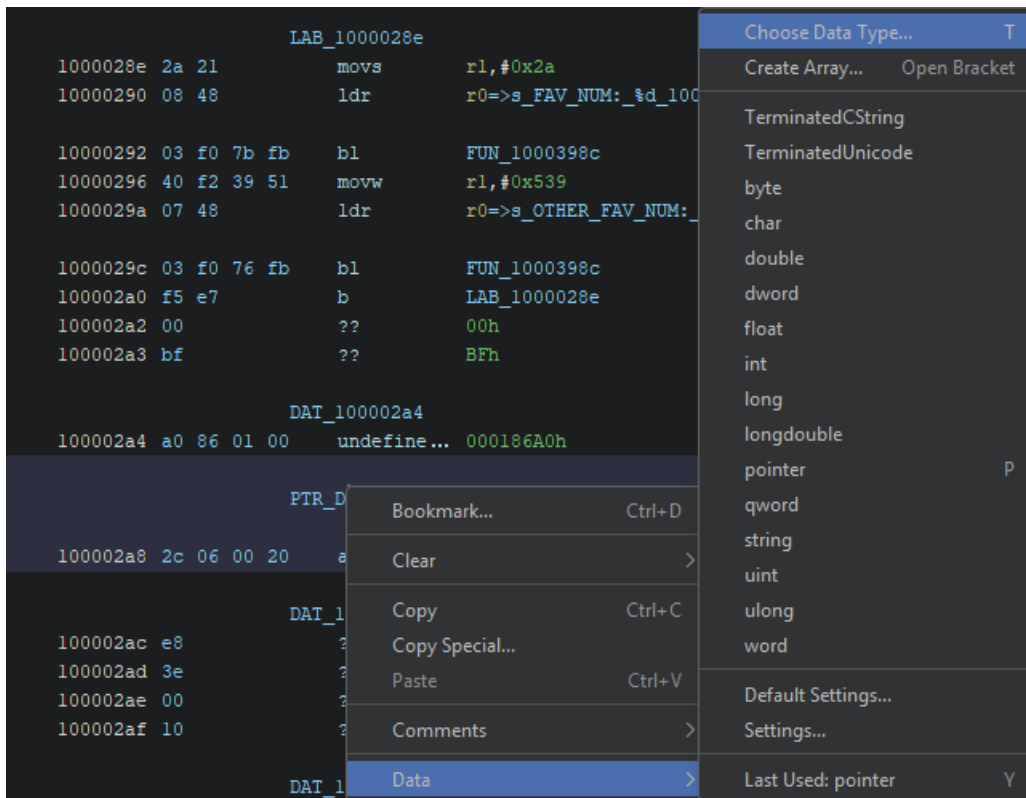 LAB_1000028e
1000028e 2a 21 movs r1,#0x2a
10000290 08 48 ldr r0=>s_FAV_NUM:_%d_100
10000292 03 f0 7b fb bl FUN_1000398c
10000296 40 f2 39 51 movw r1,#0x539
1000029a 07 48 ldr r0=>s_OTHER_FAV_NUM:_
1000029c 03 f0 76 fb bl FUN_1000398c
100002a0 f5 e7 b LAB_1000028e
100002a2 00 ?? 00h
100002a3 bf ?? BFh
DAT_100002a4
100002a4 a0 86 01 00 undefine... 000186A0h
PTR_D
100002a8 2c 06 00 20 a
DAT_1
100002ac e8 ?
100002ad 3e ?
100002ae 00 ?
100002af 10 ?
DAT_1
Bookmark... Ctrl+D
Clear
Copy Ctrl+C
Copy Special...
Paste Ctrl+V
Comments
Data
Choose Data Type... T
Create Array... Open Bracket
TerminatedCString
TerminatedUnicode
byte
char
double
dword
float
int
long
longdouble
pointer P
qword
string
uint
ulong
word
Default Settings...
Settings...
Last Used: pointer Y